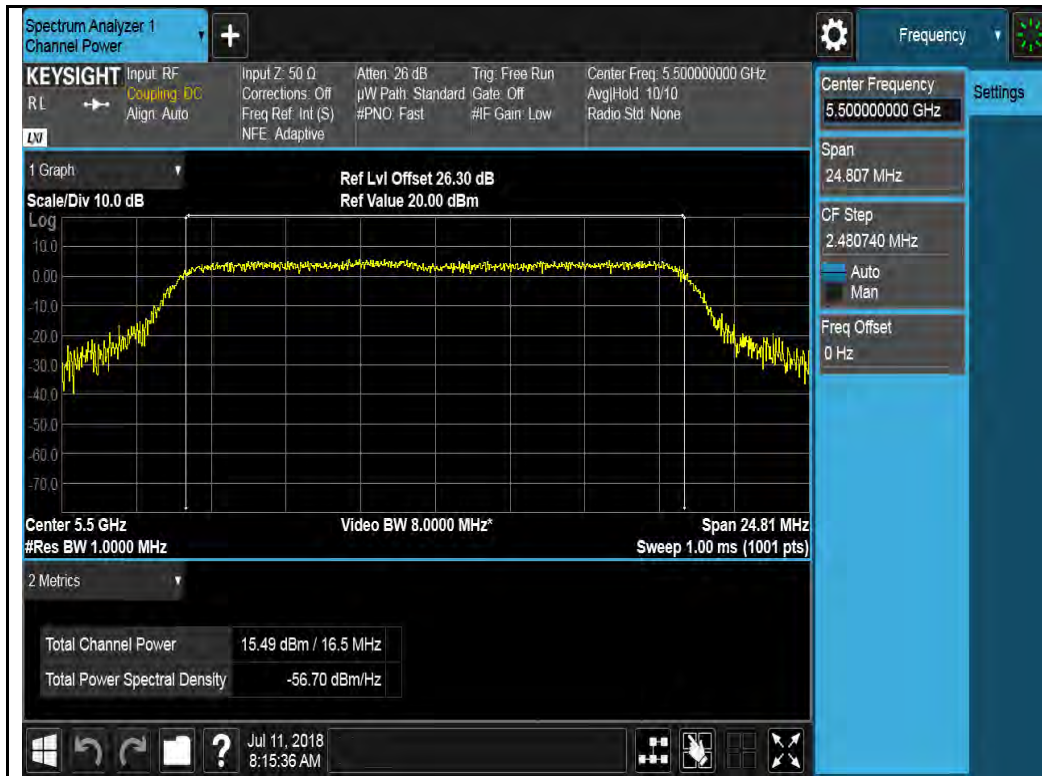 Spectrum Analyzer 1
Channel Power
+
Frequency
KEYSIGHT
RL
LXI
Input: RF
Coupling: DC
Align: Auto
Input Z: 50 Ω
Corrections: Off
Freq Ref: Int (S)
NFE: Adaptive
Atten: 26 dB
µW Path: Standard
#PNO: Fast
Trig: Free Run
Gate: Off
#IF Gain: Low
Center Freq: 5.500000000 GHz
Avg|Hold: 10/10
Radio Std: None
1 Graph
Scale/Div 10.0 dB
Ref Lvl Offset 26.30 dB
Ref Value 20.00 dBm
Log
10.0
0.00
-10.0
-20.0
-30.0
-40.0
-50.0
-60.0
-70.0
Center 5.5 GHz
Video BW 8.0000 MHz*
Span 24.81 MHz
#Res BW 1.0000 MHz
Sweep 1.00 ms (1001 pts)
2 Metrics
Total Channel Power 15.49 dBm / 16.5 MHz
Total Power Spectral Density -56.70 dBm/Hz
Center Frequency
5.500000000 GHz
Settings
Span
24.807 MHz
CF Step
2.480740 MHz
Auto
Man
Freq Offset
0 Hz
?
Jul 11, 2018
8:15:36 AM